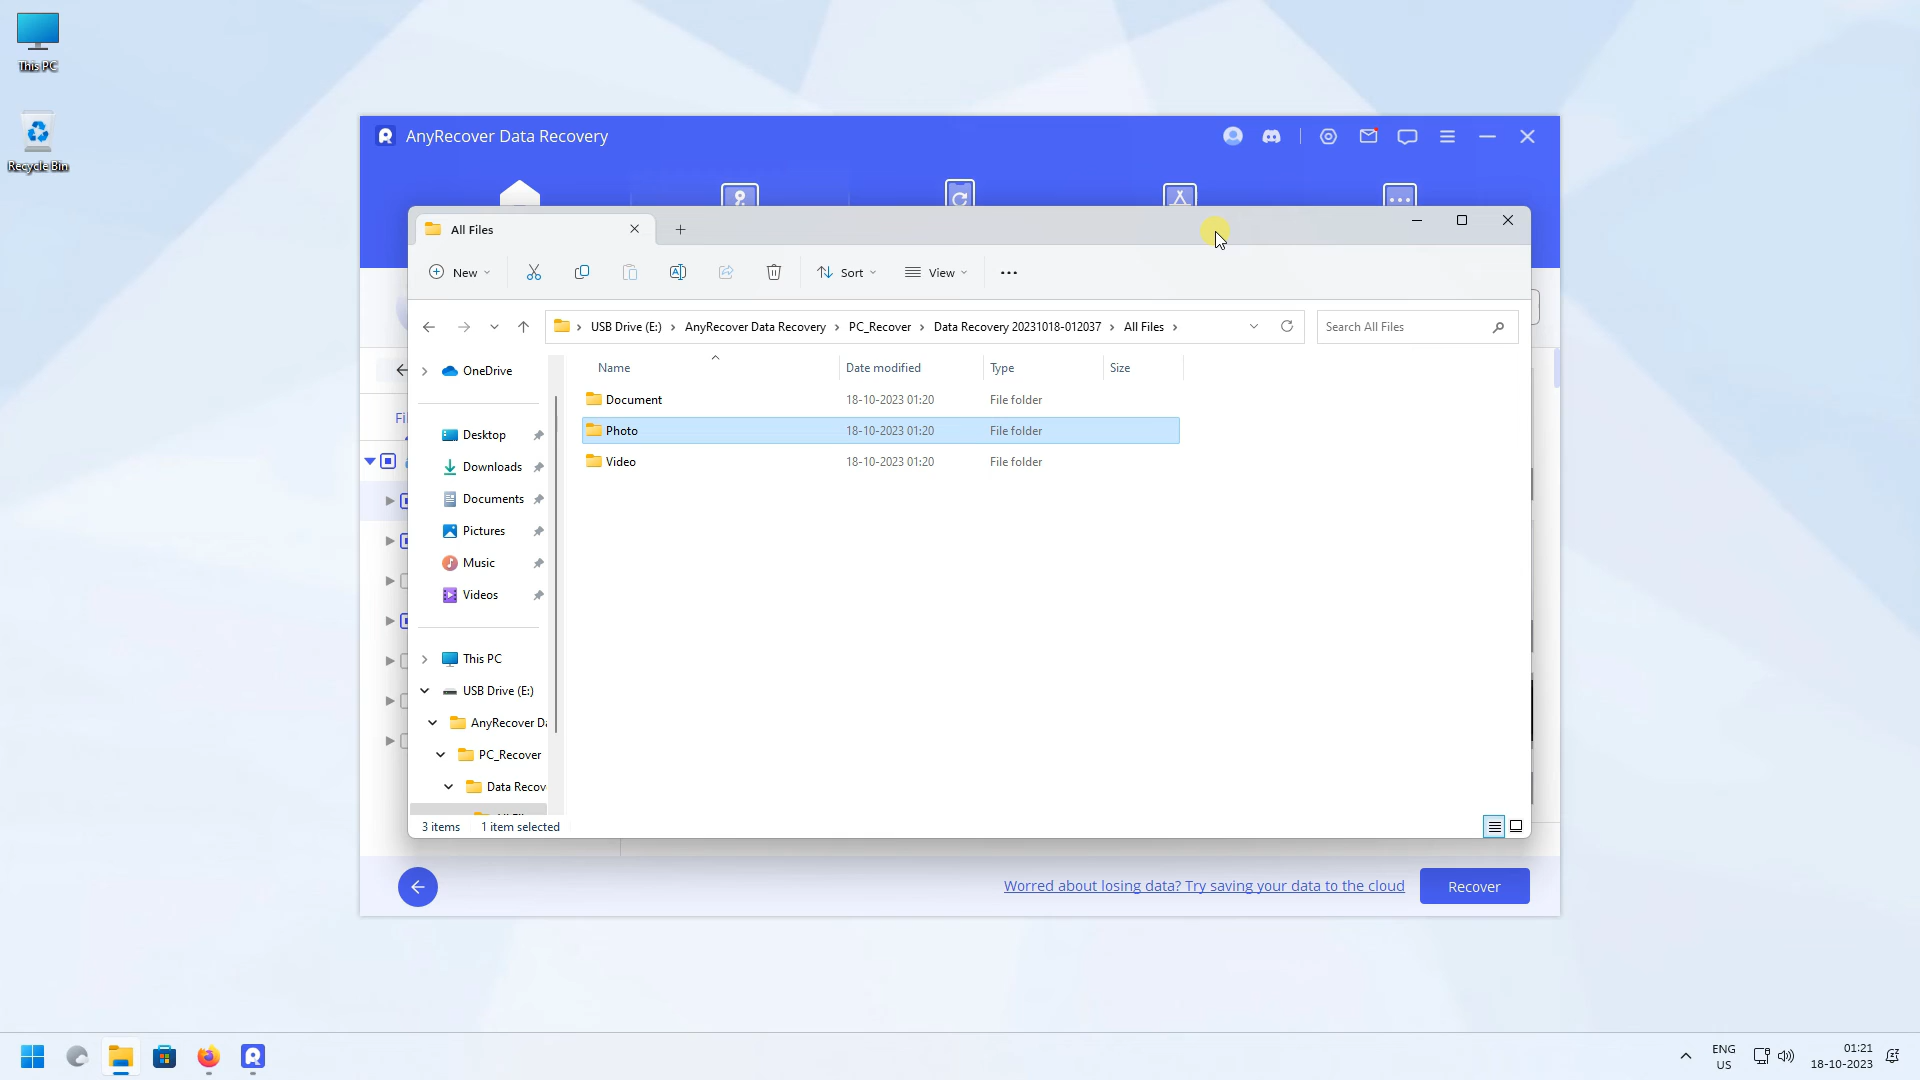 This PC
Recycle Bin
AnyRecover Data Recovery
All Files
New
Sort
View
USB Drive (E:) AnyRecover Data Recovery PC_Recover Data Recovery 20231018-012037 All Files
Search All Files
Name Date modified Type Size
Document 18-10-2023 01:20 File folder
Photo 18-10-2023 01:20 File folder
Video 18-10-2023 01:20 File folder
OneDrive
Desktop
Downloads
Documents
Pictures
Music
Videos
This PC
USB Drive (E:)
AnyRecover Da
PC_Recover
Data Recov
3 items 1 item selected
Worred about losing data? Try saving your data to the cloud
Recover
ENG
US
01:21
18-10-2023